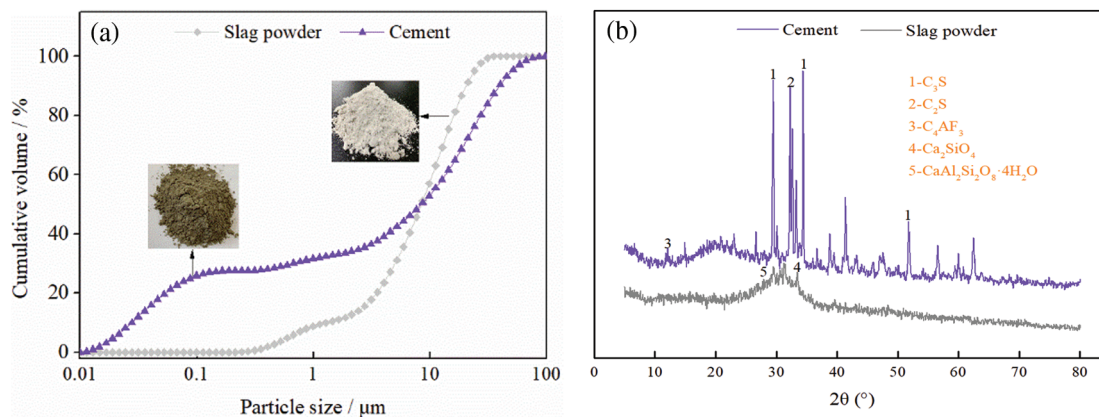 (a)
Slag powder
Cement
100
80
60
40
20
0
Cumulative volume / %
0.01
0.1
1
10
100
Particle size / μm
(b)
Cement
Slag powder
1
2
1
3
1
5
4
1-C₃S
2-C₂S
3-C₄AF₃
4-Ca₂SiO₄
5-CaAl₂Si₂O₈·4H₂O
0
10
20
30
40
50
60
70
80
2θ (°)